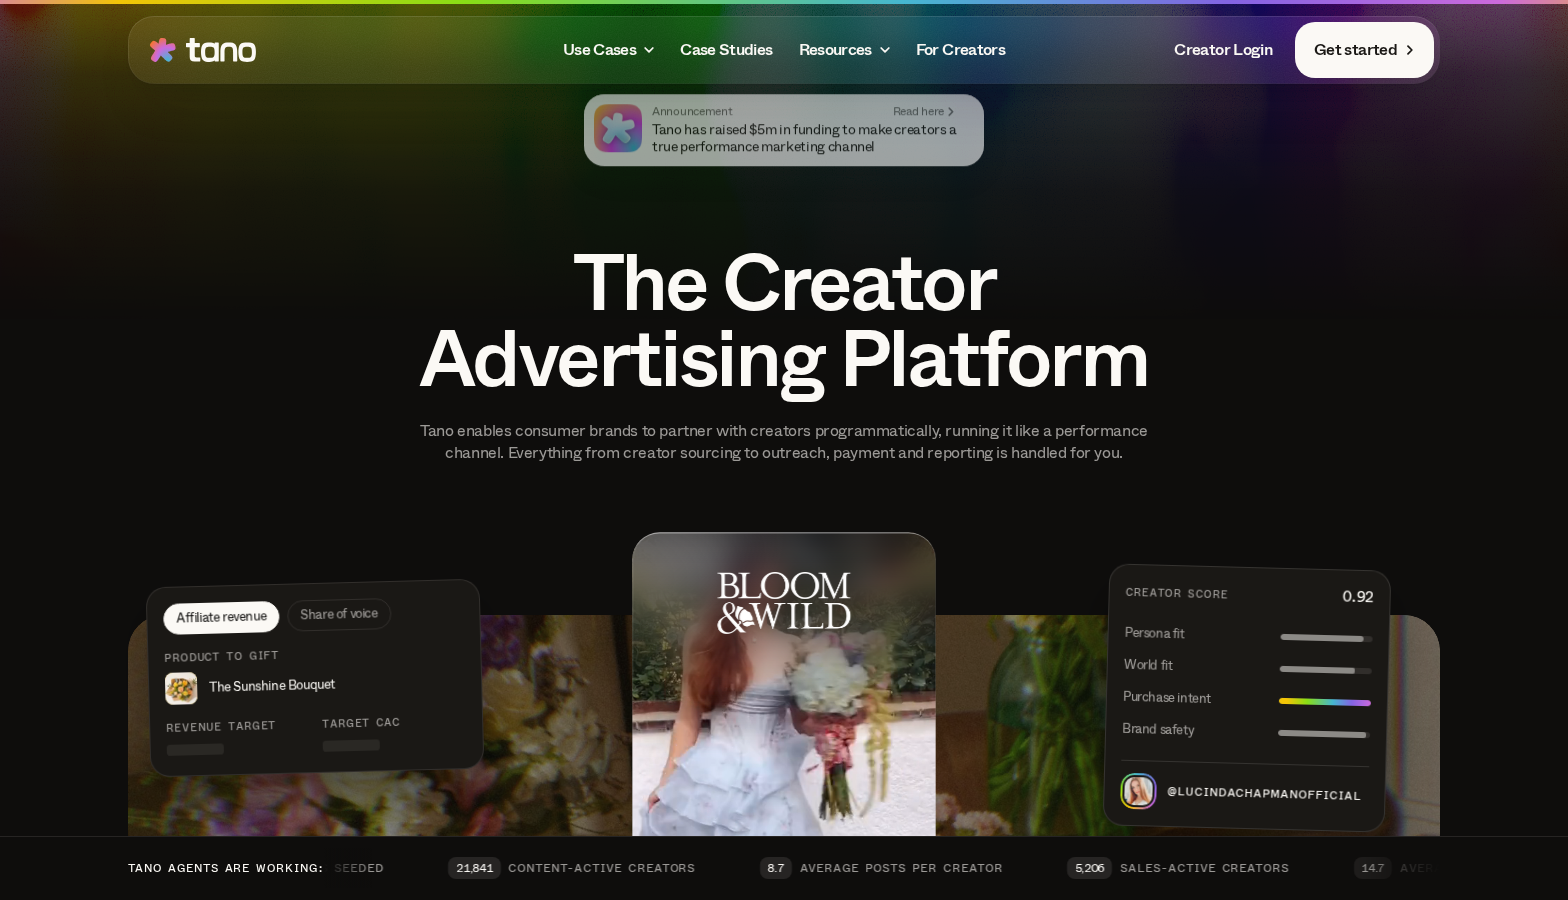 tano
Use Cases
Case Studies
Resources
For Creators
Creator Login
Get started
Announcement
Read here
Tano has raised $5m in funding to make creators a
true performance marketing channel
The Creator
Advertising Platform
Tano enables consumer brands to partner with creators programmatically, running it like a performance
channel. Everything from creator sourcing to outreach, payment and reporting is handled for you.
Affiliate revenue
Share of voice
PRODUCT TO GIFT
The Sunshine Bouquet
REVENUE TARGET
TARGET CAC
BLOOM
&WILD
CREATOR SCORE
0.92
Persona fit
World fit
Purchase intent
Brand safety
@LUCINDACHAPMANOFFICIAL
TANO AGENTS ARE WORKING:
SEEDED
21,841 CONTENT-ACTIVE CREATORS
8.7 AVERAGE POSTS PER CREATOR
5,206 SALES-ACTIVE CREATORS
14.7